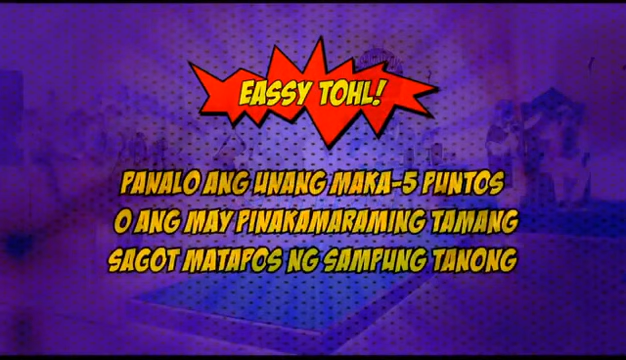 EASSY TOHL!
PANALO ANG UNANG MAKA-5 PUNTOS
O ANG MAY PINAKAMARAMING TAMANG
SAGOT MATAPOS NG SAMPUNG TANONG